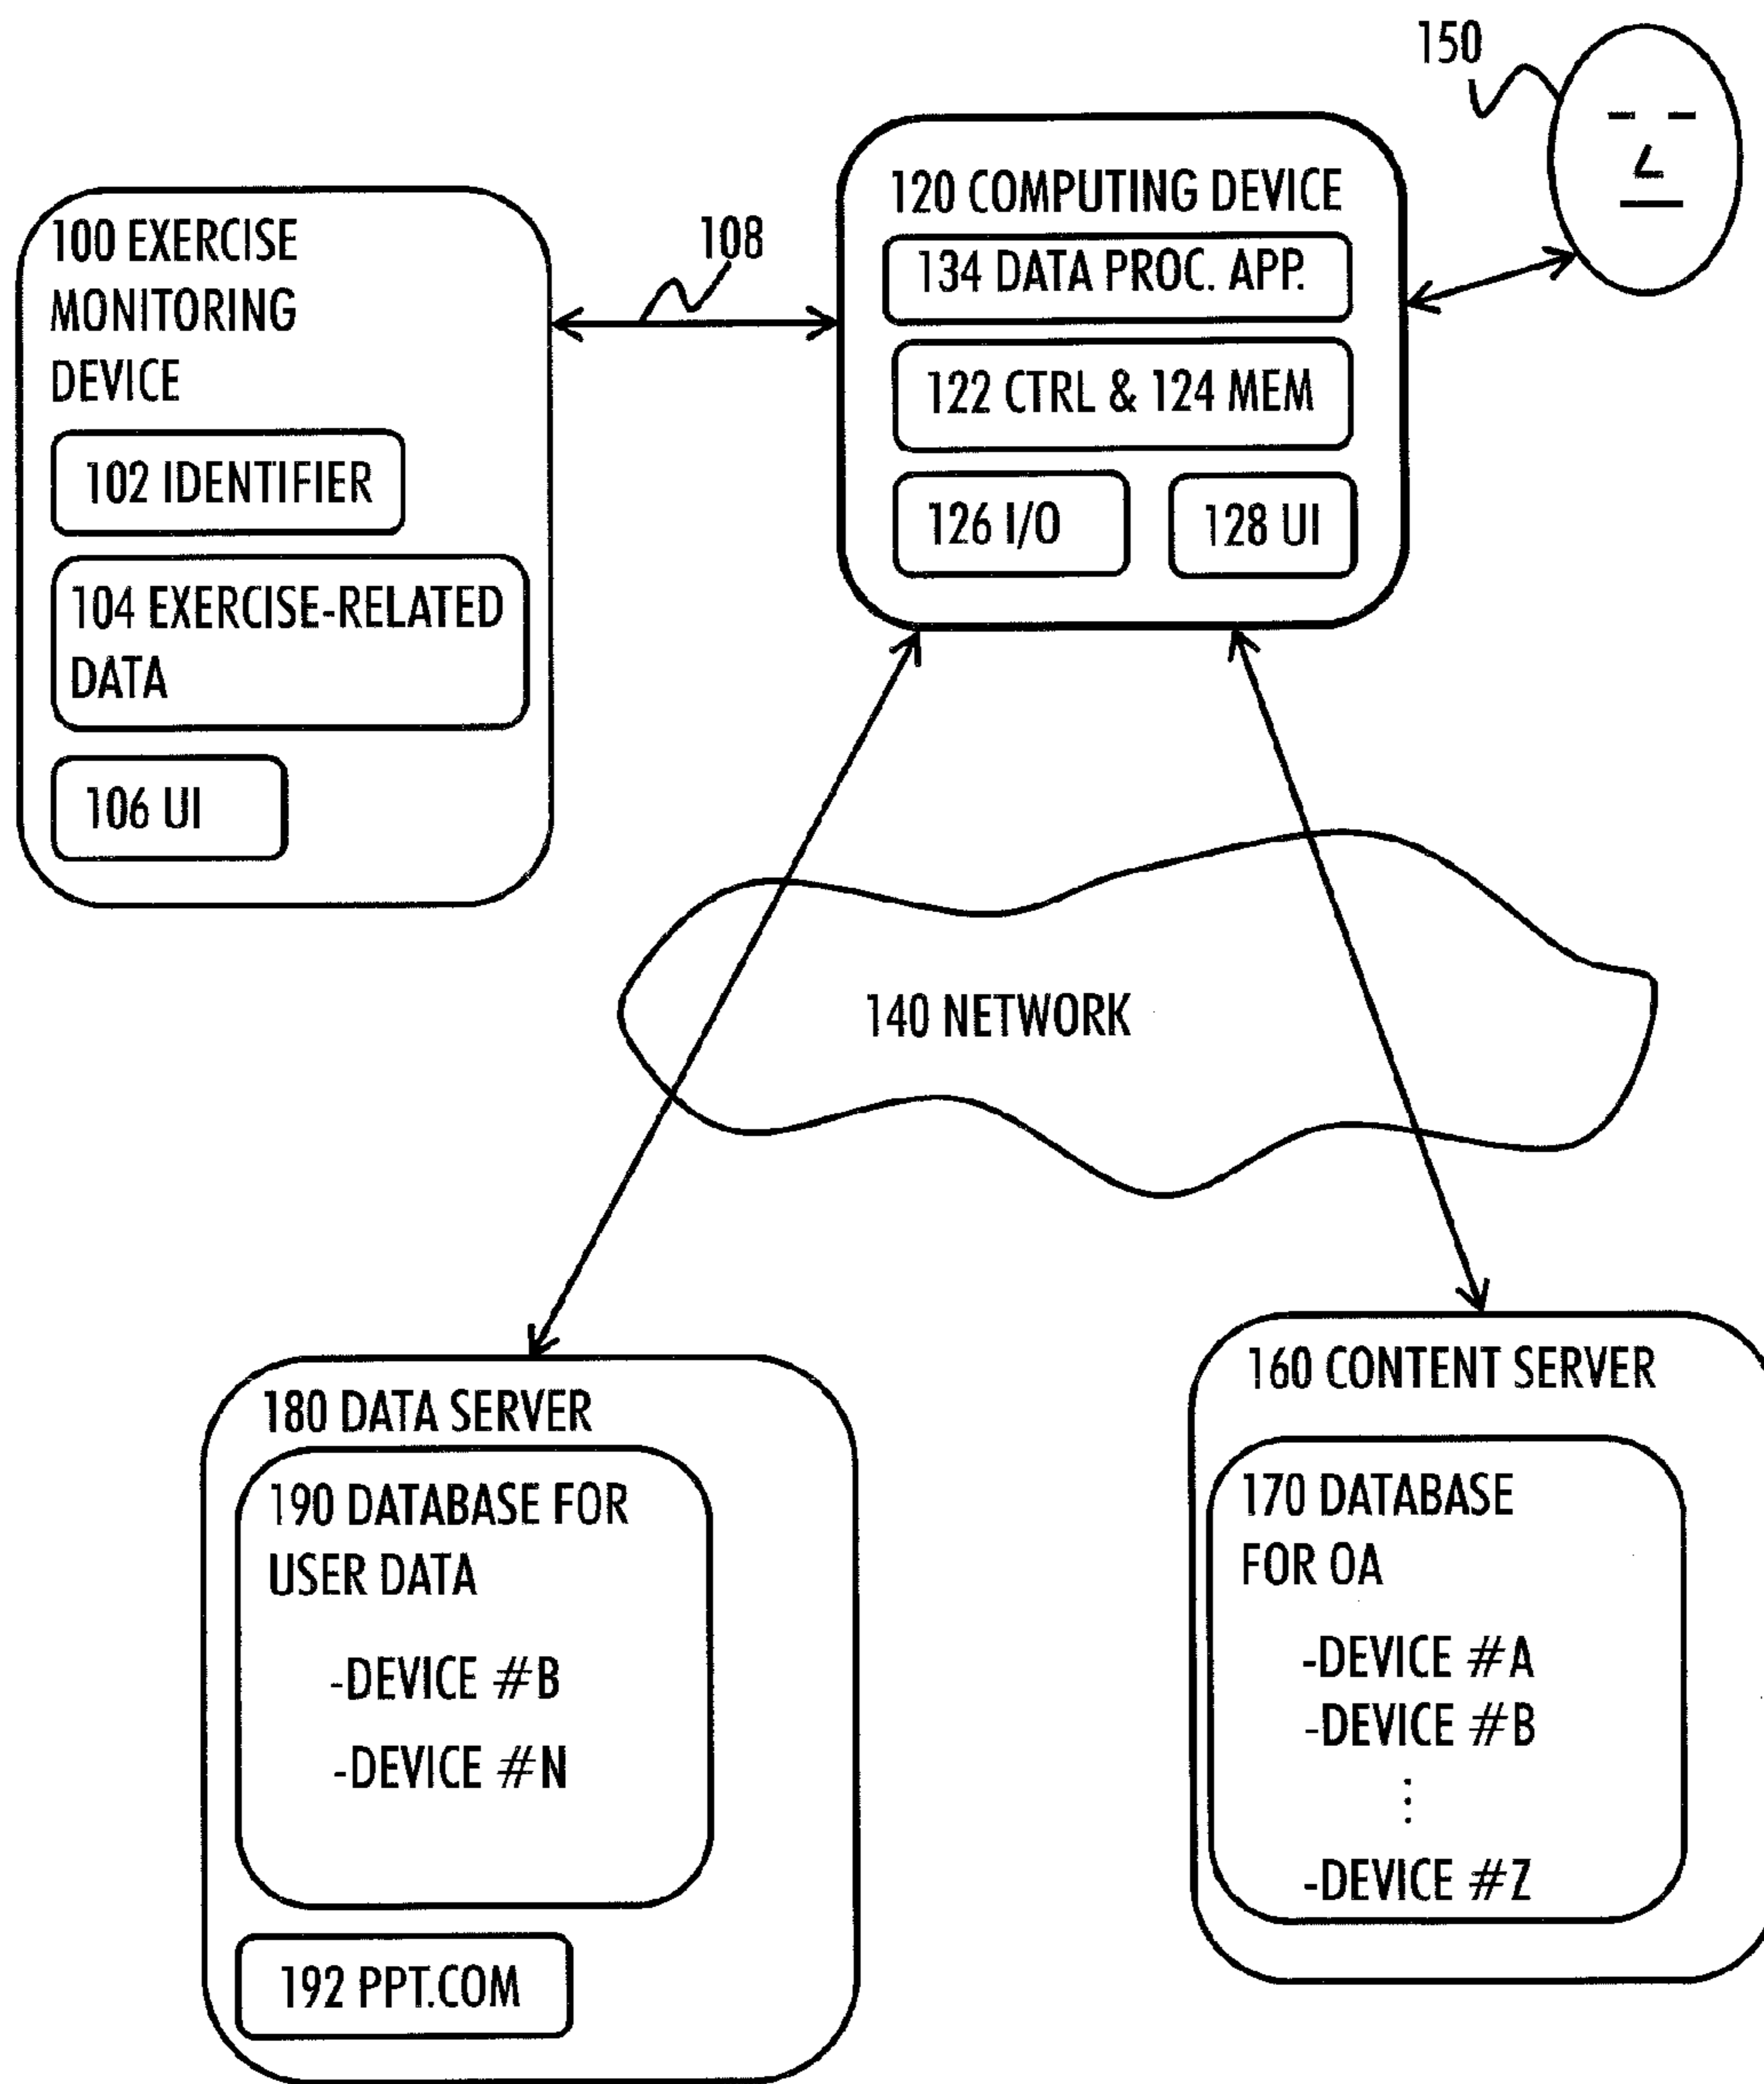 150
120 COMPUTING DEVICE
134 DATA PROC. APP.
122 CTRL & 124 MEM
126 I/O
128 UI
108
100 EXERCISE
MONITORING
DEVICE
102 IDENTIFIER
104 EXERCISE-RELATED
DATA
106 UI
140 NETWORK
180 DATA SERVER
190 DATABASE FOR
USER DATA
-DEVICE #B
-DEVICE #N
192 PPT.COM
160 CONTENT SERVER
170 DATABASE
FOR OA
-DEVICE #A
-DEVICE #B
⋮
-DEVICE #Z